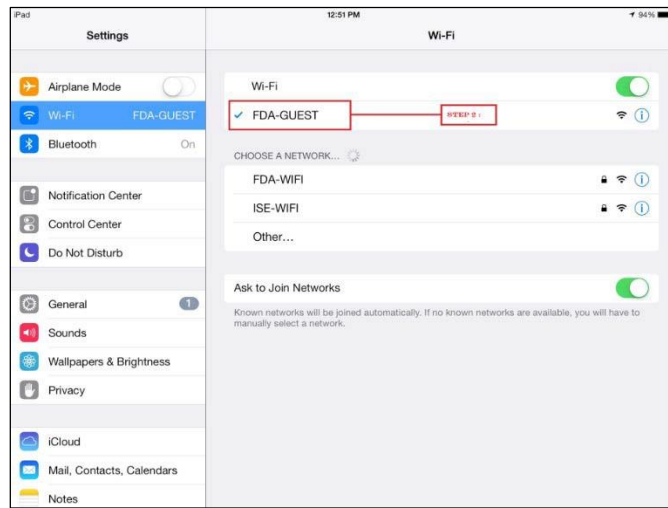 iPad 12:51 PM 94%
Settings Wi-Fi
Airplane Mode
Wi-Fi FDA-GUEST
Bluetooth On
Notification Center
Control Center
Do Not Disturb
General 1
Sounds
Wallpapers & Brightness
Privacy
iCloud
Mail, Contacts, Calendars
Notes
Wi-Fi
FDA-GUEST STEP 2 :
CHOOSE A NETWORK...
FDA-WIFI
ISE-WIFI
Other...
Ask to Join Networks
Known networks will be joined automatically. If no known networks are available, you will have to
manually select a network.